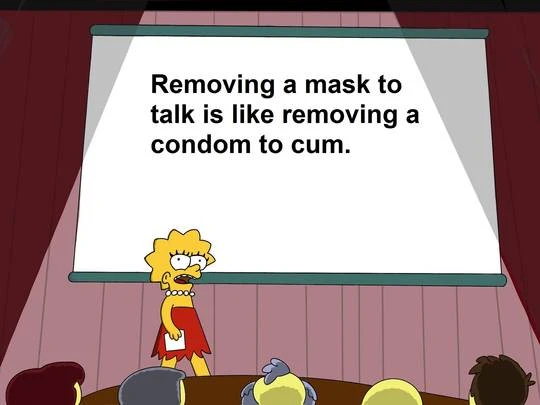 Removing a mask to
talk is like removing a
condom to cum.